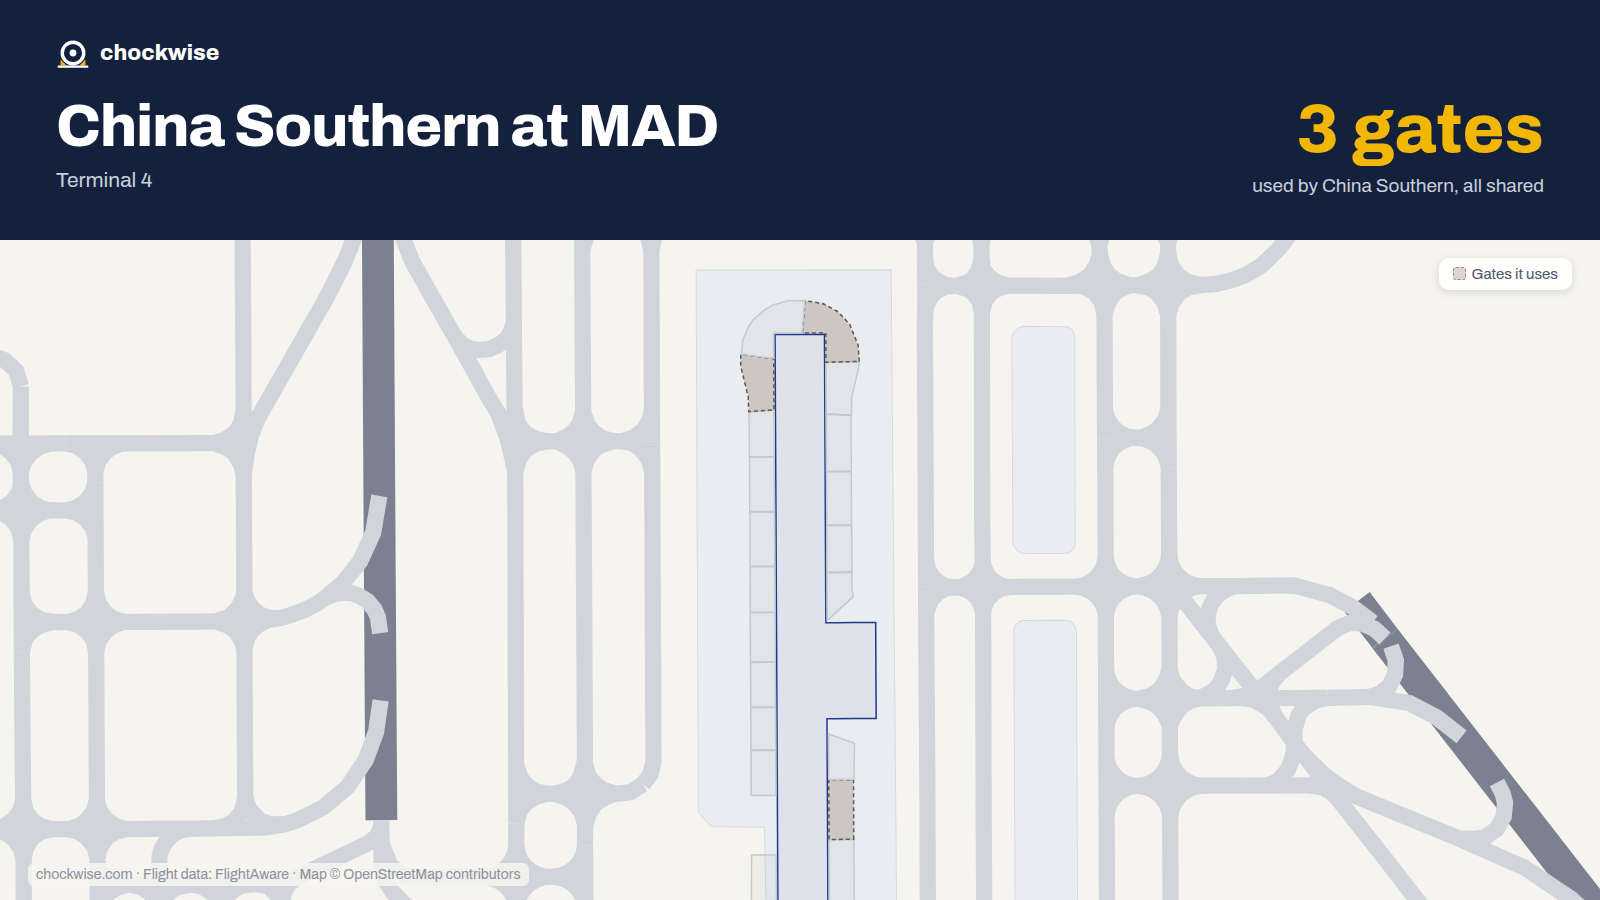 chockwise
China Southern at MAD
Terminal 4
3 gates
used by China Southern, all shared
Gates it uses
chockwise.com · Flight data: FlightAware · Map © OpenStreetMap contributors